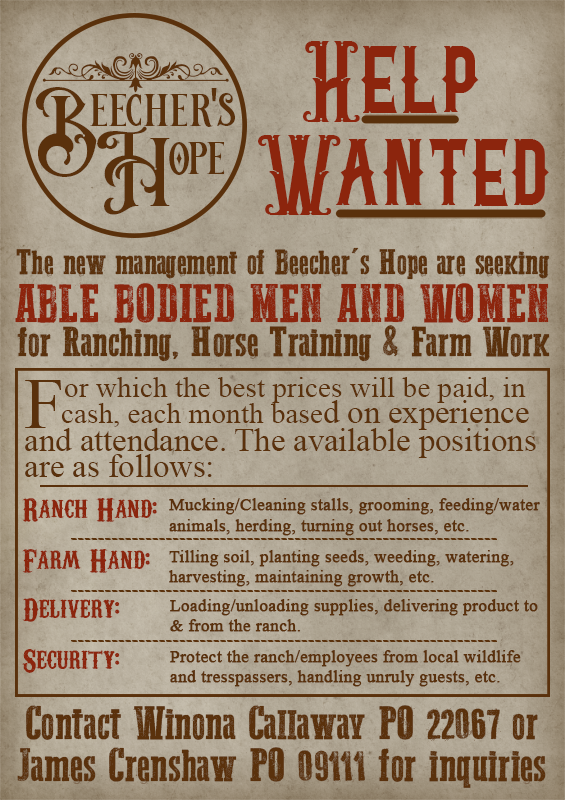 BEECHER'S
HOPE
HELP
WANTED
The new management of Beecher´s Hope are seeking
ABLE BODIED MEN AND WOMEN
for Ranching, Horse Training & Farm Work
For which the best prices will be paid, in
cash, each month based on experience
and attendance. The available positions
are as follows:
RANCH HAND: Mucking/Cleaning stalls, grooming, feeding/water
animals, herding, turning out horses, etc.
FARM HAND: Tilling soil, planting seeds, weeding, watering,
harvesting, maintaining growth, etc.
DELIVERY: Loading/unloading supplies, delivering product to
& from the ranch.
SECURITY: Protect the ranch/employees from local wildlife
and tresspassers, handling unruly guests, etc.
Contact Winona Callaway PO 22067 or
James Crenshaw PO 09111 for inquiries